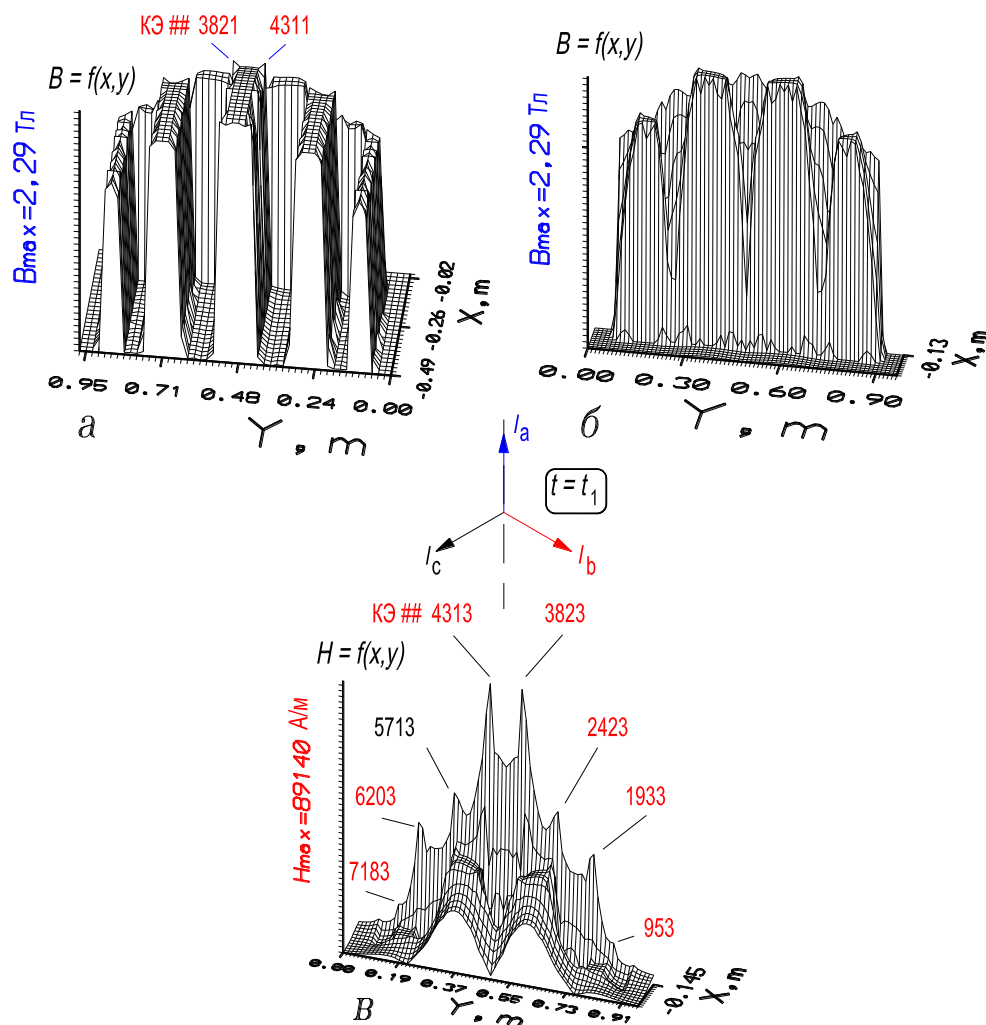 КЭ ## 3821 4311
B = f(x,y)
Bmax=2,29 Тл
-0.49 -0.26 -0.02
X,m
0.95 0.71 0.48 0.24 0.00
Y, m
а
B = f(x,y)
Bmax=2,29 Тл
-0.13
X,m
0.00 0.30 0.60 0.90
Y, m
б
Ia
t = t1
Ic
Ib
КЭ ## 4313 3823
H = f(x,y)
Hmax=89140 А/м
5713
2423
6203
1933
7183
953
-0.145
X,m
0.00 0.19 0.37 0.55 0.73 0.91
Y, m
в